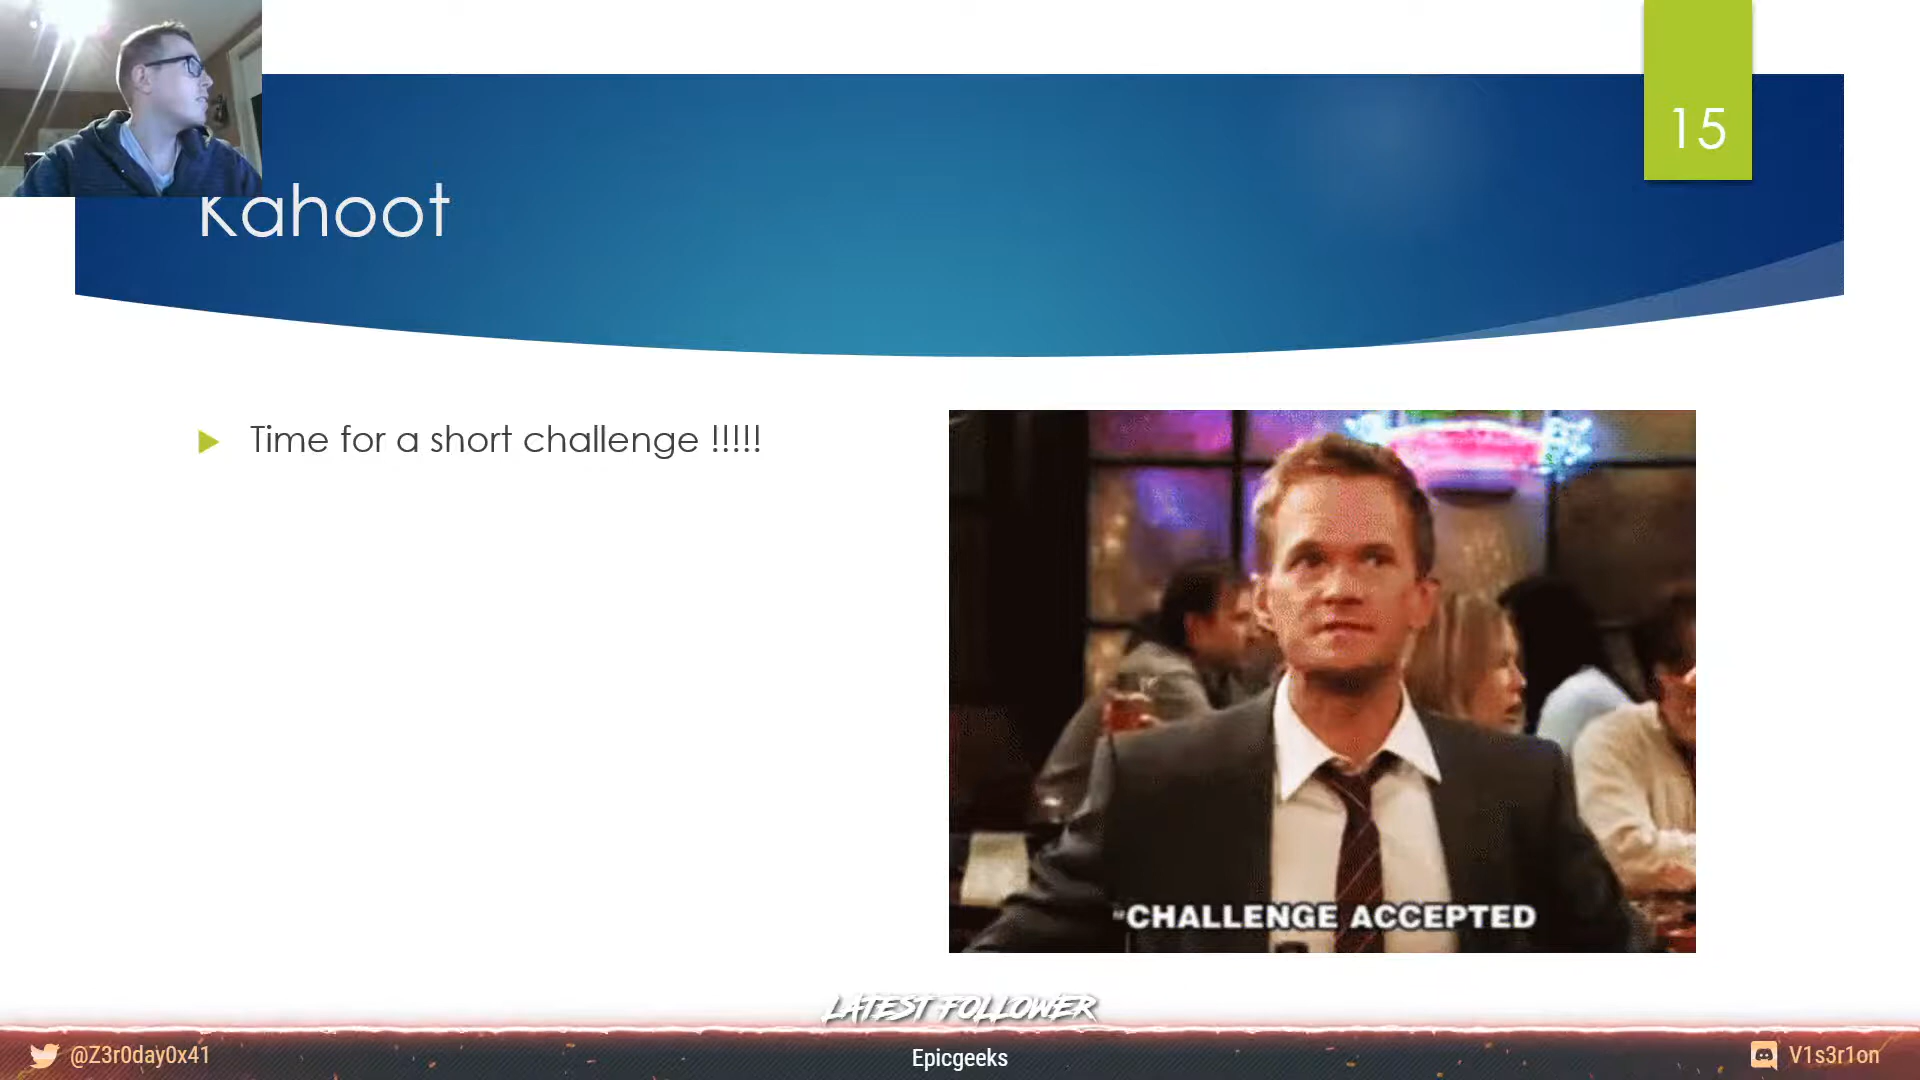 15
Kahoot
Time for a short challenge !!!!!
"CHALLENGE ACCEPTED
LATEST FOLLOWER
@Z3r0day0x41
Epicgeeks
V1s3r1on